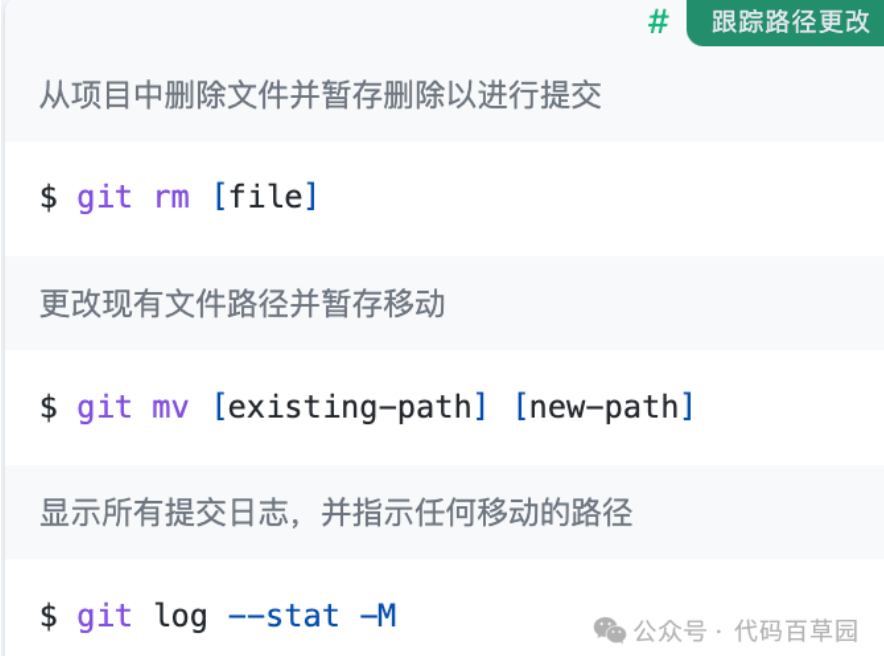 # 跟踪路径更改
从项目中删除文件并暂存删除以进行提交
$ git rm [file]
更改现有文件路径并暂存移动
$ git mv [existing-path] [new-path]
显示所有提交日志，并指示任何移动的路径
$ git log --stat -M
公众号 · 代码百草园